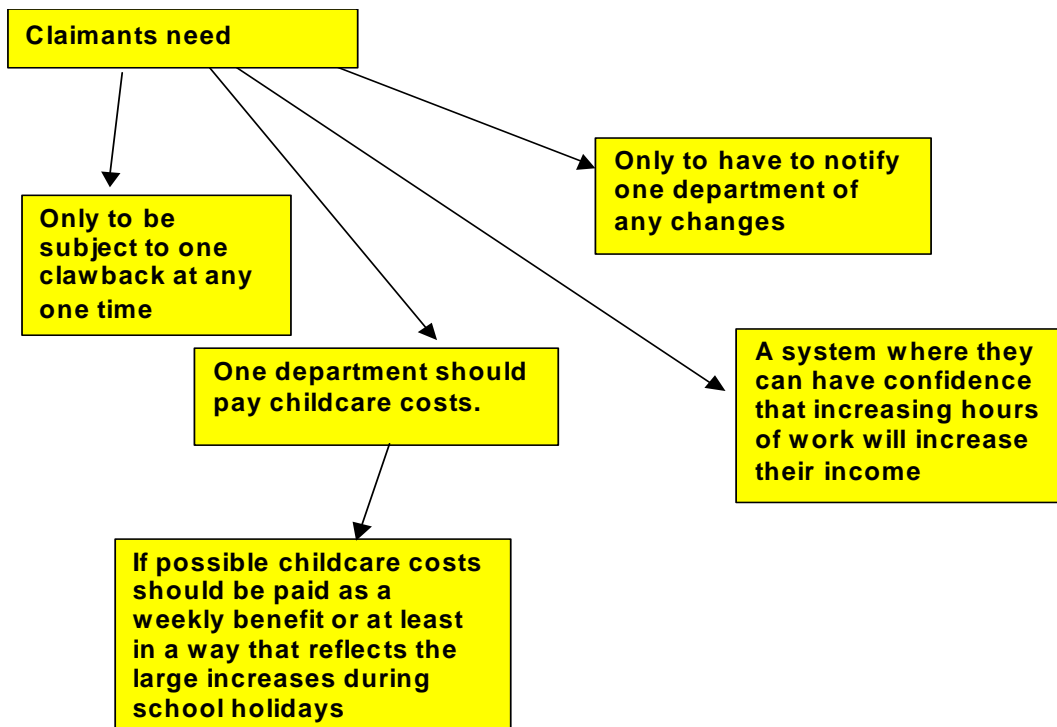 Claimants need
Only to have to notify
one department of
any changes
Only to be
subject to one
clawback at any
one time
One department should
pay childcare costs.
A system where they
can have confidence
that increasing hours
of work will increase
their income
If possible childcare costs
should be paid as a
weekly benefit or at least
in a way that reflects the
large increases during
school holidays